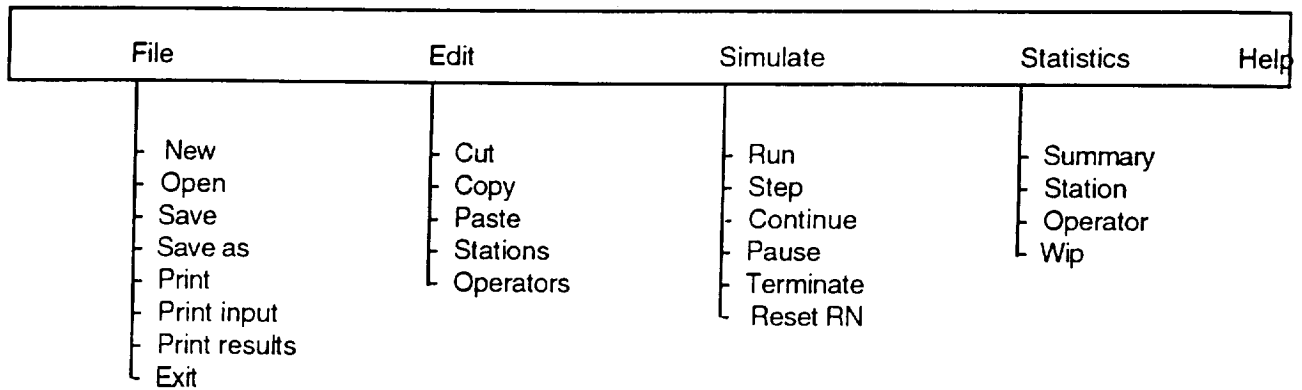 File Edit Simulate Statistics Help
New
Open
Save
Save as
Print
Print input
Print results
Exit
Cut
Copy
Paste
Stations
Operators
Run
Step
Continue
Pause
Terminate
Reset RN
Summary
Station
Operator
Wip